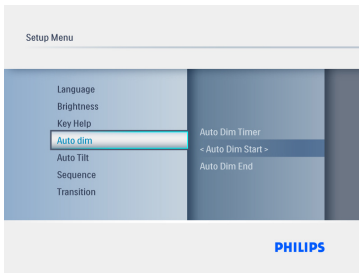 Setup Menu
Language
Brightness
Key Help
Auto dim
Auto Tilt
Sequence
Transition
Auto Dim Timer
< Auto Dim Start >
Auto Dim End
PHILIPS